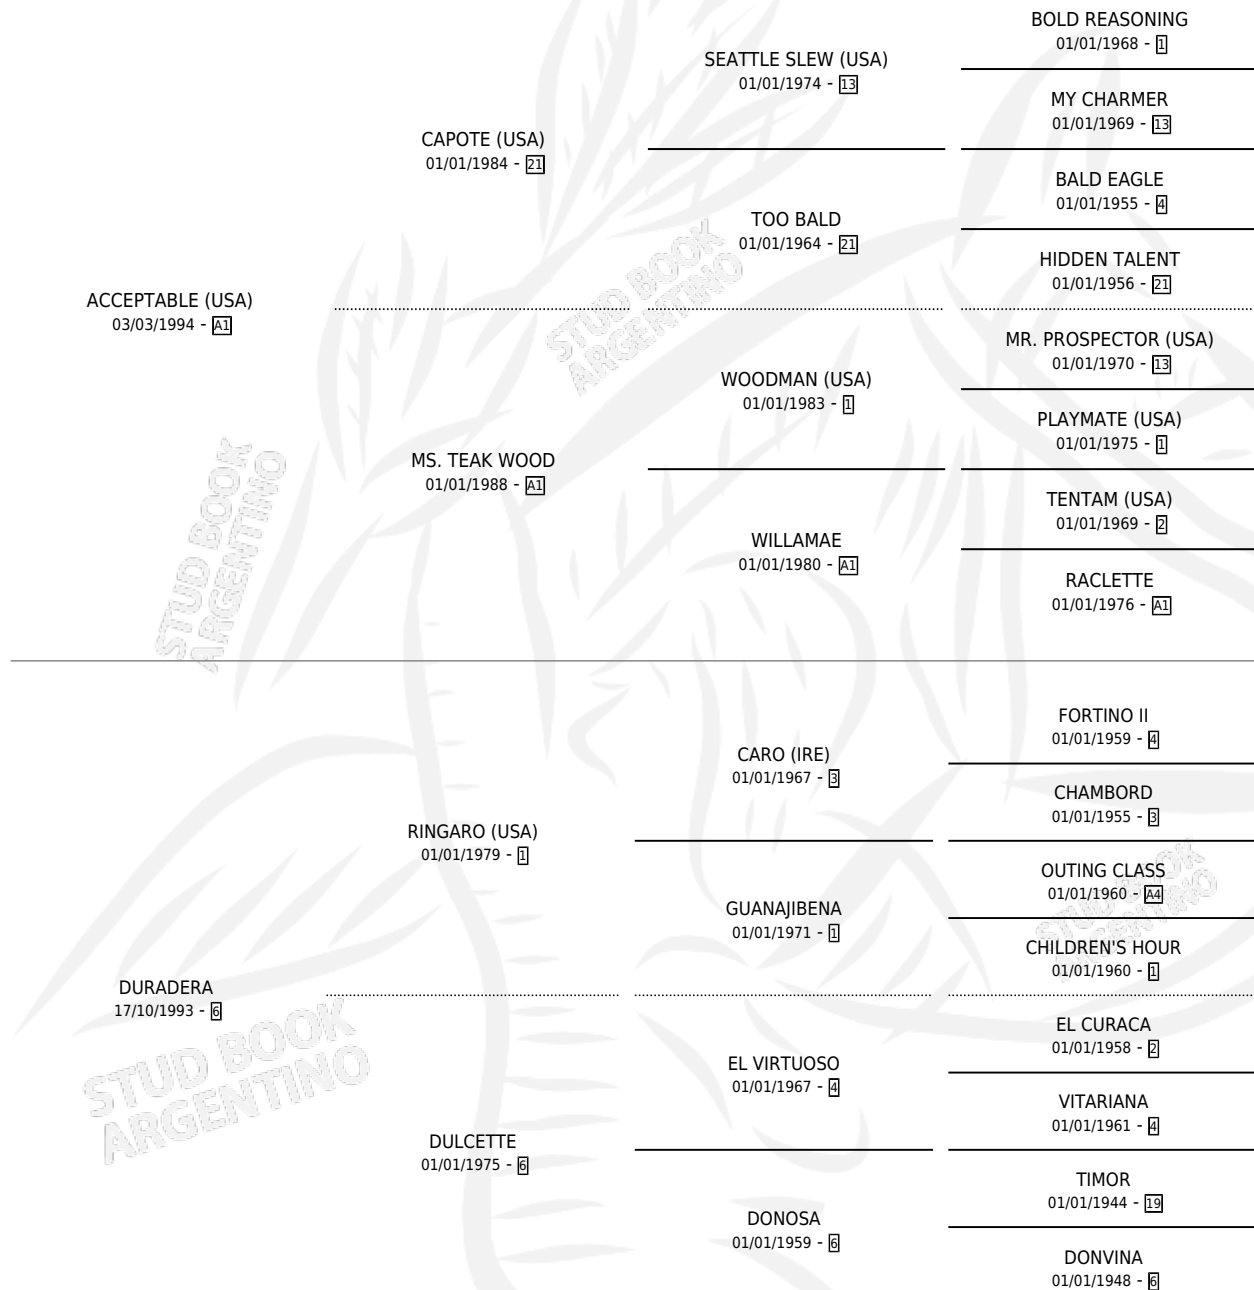 BOLD REASONING
01/01/1968 - 1
SEATTLE SLEW (USA)
01/01/1974 - 13
MY CHARMER
01/01/1969 - 13
CAPOTE (USA)
01/01/1984 - 21
BALD EAGLE
01/01/1955 - 4
TOO BALD
01/01/1964 - 21
HIDDEN TALENT
01/01/1956 - 21
ACCEPTABLE (USA)
03/03/1994 - A1
MR. PROSPECTOR (USA)
01/01/1970 - 13
WOODMAN (USA)
01/01/1983 - 1
PLAYMATE (USA)
01/01/1975 - 1
MS. TEAK WOOD
01/01/1988 - A1
TENTAM (USA)
01/01/1969 - 2
WILLAMAE
01/01/1980 - A1
RACLETTE
01/01/1976 - A1
FORTINO II
01/01/1959 - 4
CARO (IRE)
01/01/1967 - 3
CHAMBORD
01/01/1955 - 3
RINGARO (USA)
01/01/1979 - 1
OUTING CLASS
01/01/1960 - A4
GUANAJIBENA
01/01/1971 - 1
CHILDREN'S HOUR
01/01/1960 - 1
DURADERA
17/10/1993 - 6
EL CURACA
01/01/1958 - 2
EL VIRTUOSO
01/01/1967 - 4
VITARIANA
01/01/1961 - 4
DULCETTE
01/01/1975 - 6
TIMOR
01/01/1944 - 19
DONOSA
01/01/1959 - 6
DONVINA
01/01/1948 - 6
STUD BOOK
ARGENTINO
STUD BOOK
ARGENTINO
STUD BOOK
ARGENTINO
STUD BOOK
ARGENTINO